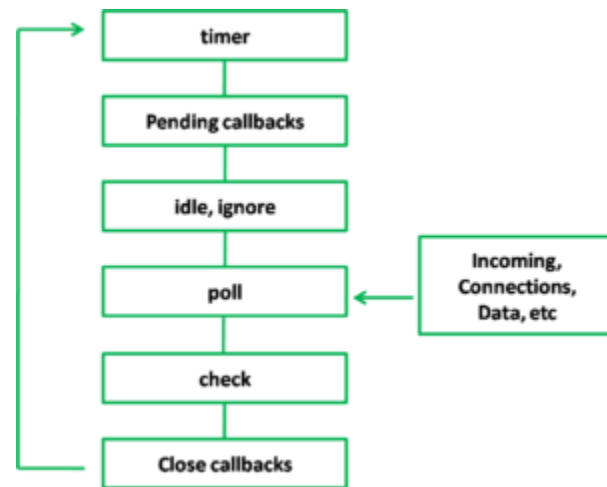 timer
Pending callbacks
idle, ignore
poll
Incoming,
Connections,
Data, etc
check
Close callbacks